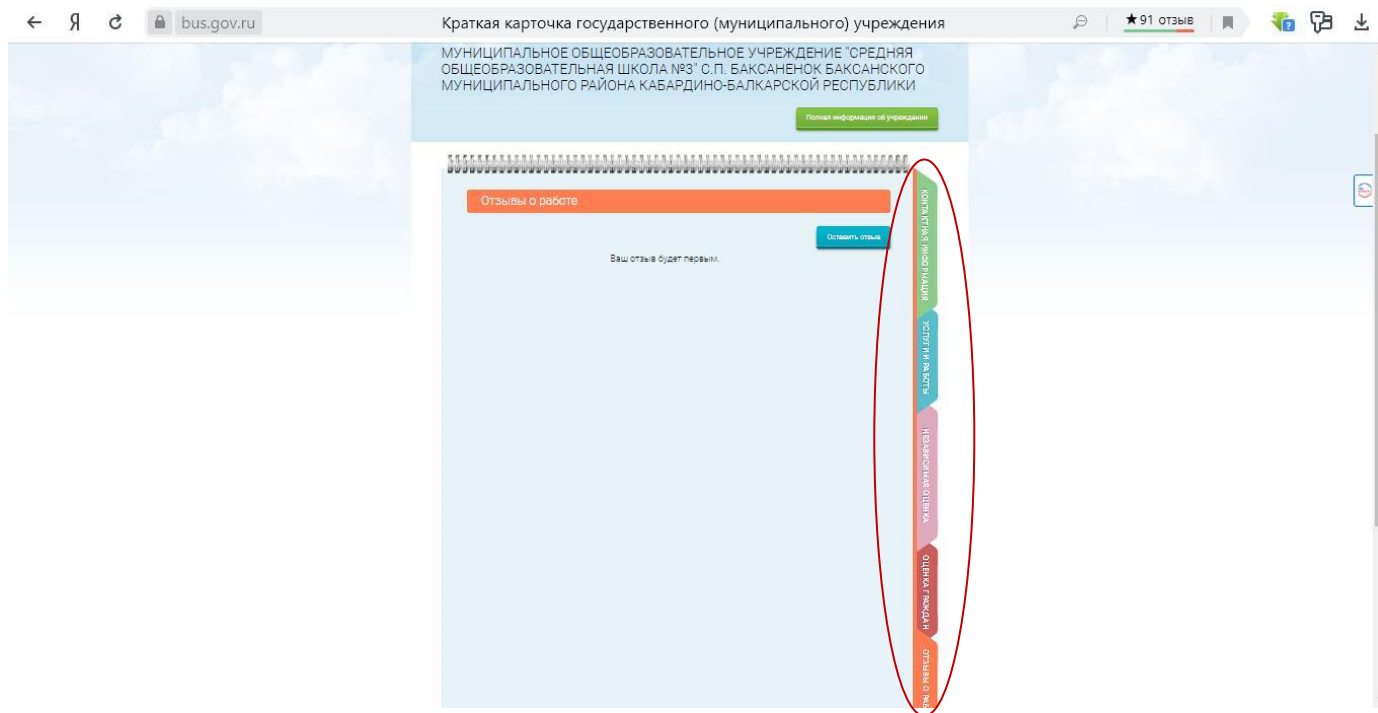 Я bus.gov.ru Краткая карточка государственного (муниципального) учреждения ★91 отзыв
МУНИЦИПАЛЬНОЕ ОБЩЕОБРАЗОВАТЕЛЬНОЕ УЧРЕЖДЕНИЕ "СРЕДНЯЯ
ОБЩЕОБРАЗОВАТЕЛЬНАЯ ШКОЛА №3" С.П. БАКСАНЕНОК БАКСАНСКОГО
МУНИЦИПАЛЬНОГО РАЙОНА КАБАРДИНО-БАЛКАРСКОЙ РЕСПУБЛИКИ
Полная информация об учреждении
Отзывы о работе
Оставить отзыв
Ваш отзыв будет первым.
КОНТАКТНАЯ ИНФОРМАЦИЯ
УСЛУГИ И РАБОТЫ
НЕЗАВИСИМАЯ ОЦЕНКА
ОЦЕНКА ГРАЖДАН
ОТЗЫВЫ О РАБ